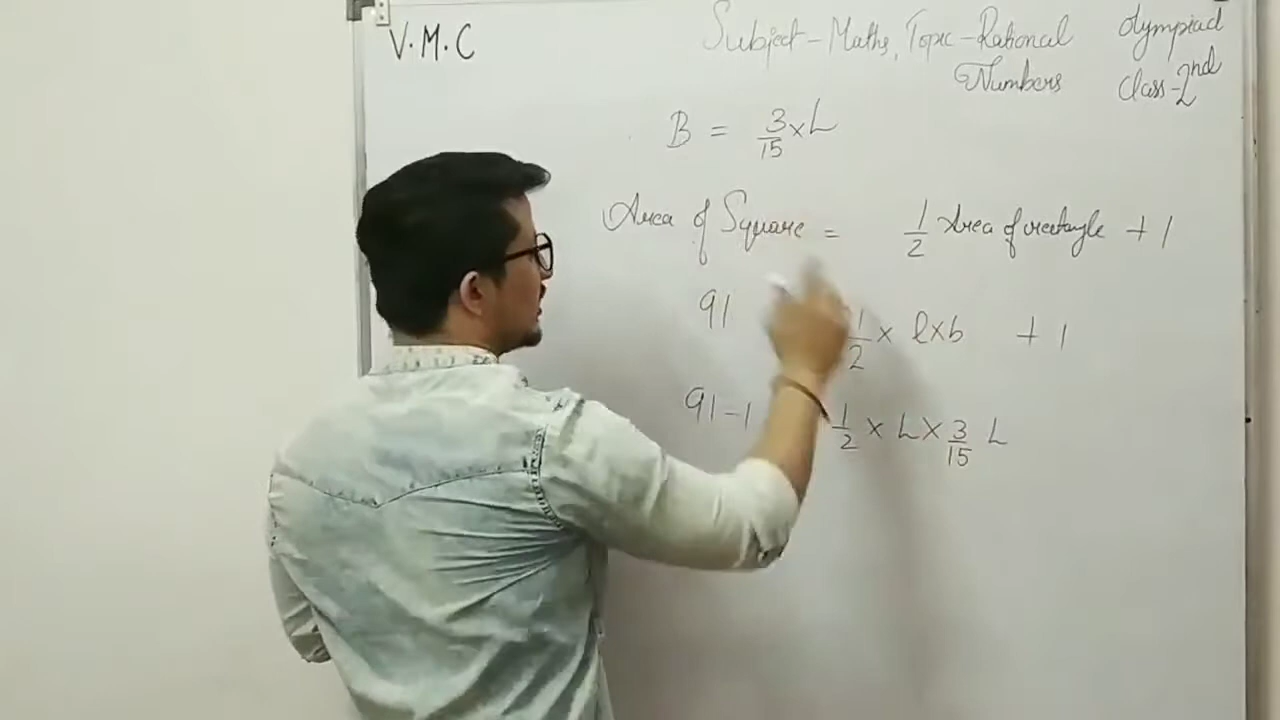 V.M.C
Subject-Maths, Topic-Rational Numbers
Olympiad
Class-2nd
B = 3/15 × L
Area of Square = 1/2 Area of rectangle + 1
91 1/2 × l×b + 1
91-1 1/2 × L × 3/15 L